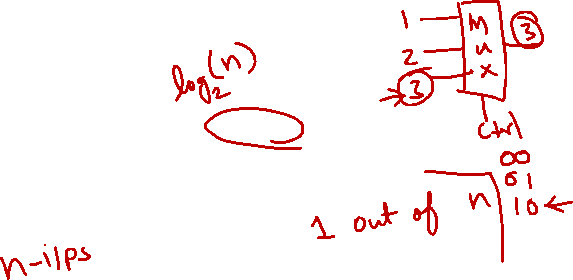 1 m 3
2 u
3 x
log₂(n)
ctrl
00
01
1 out of n 10
n-i/ps